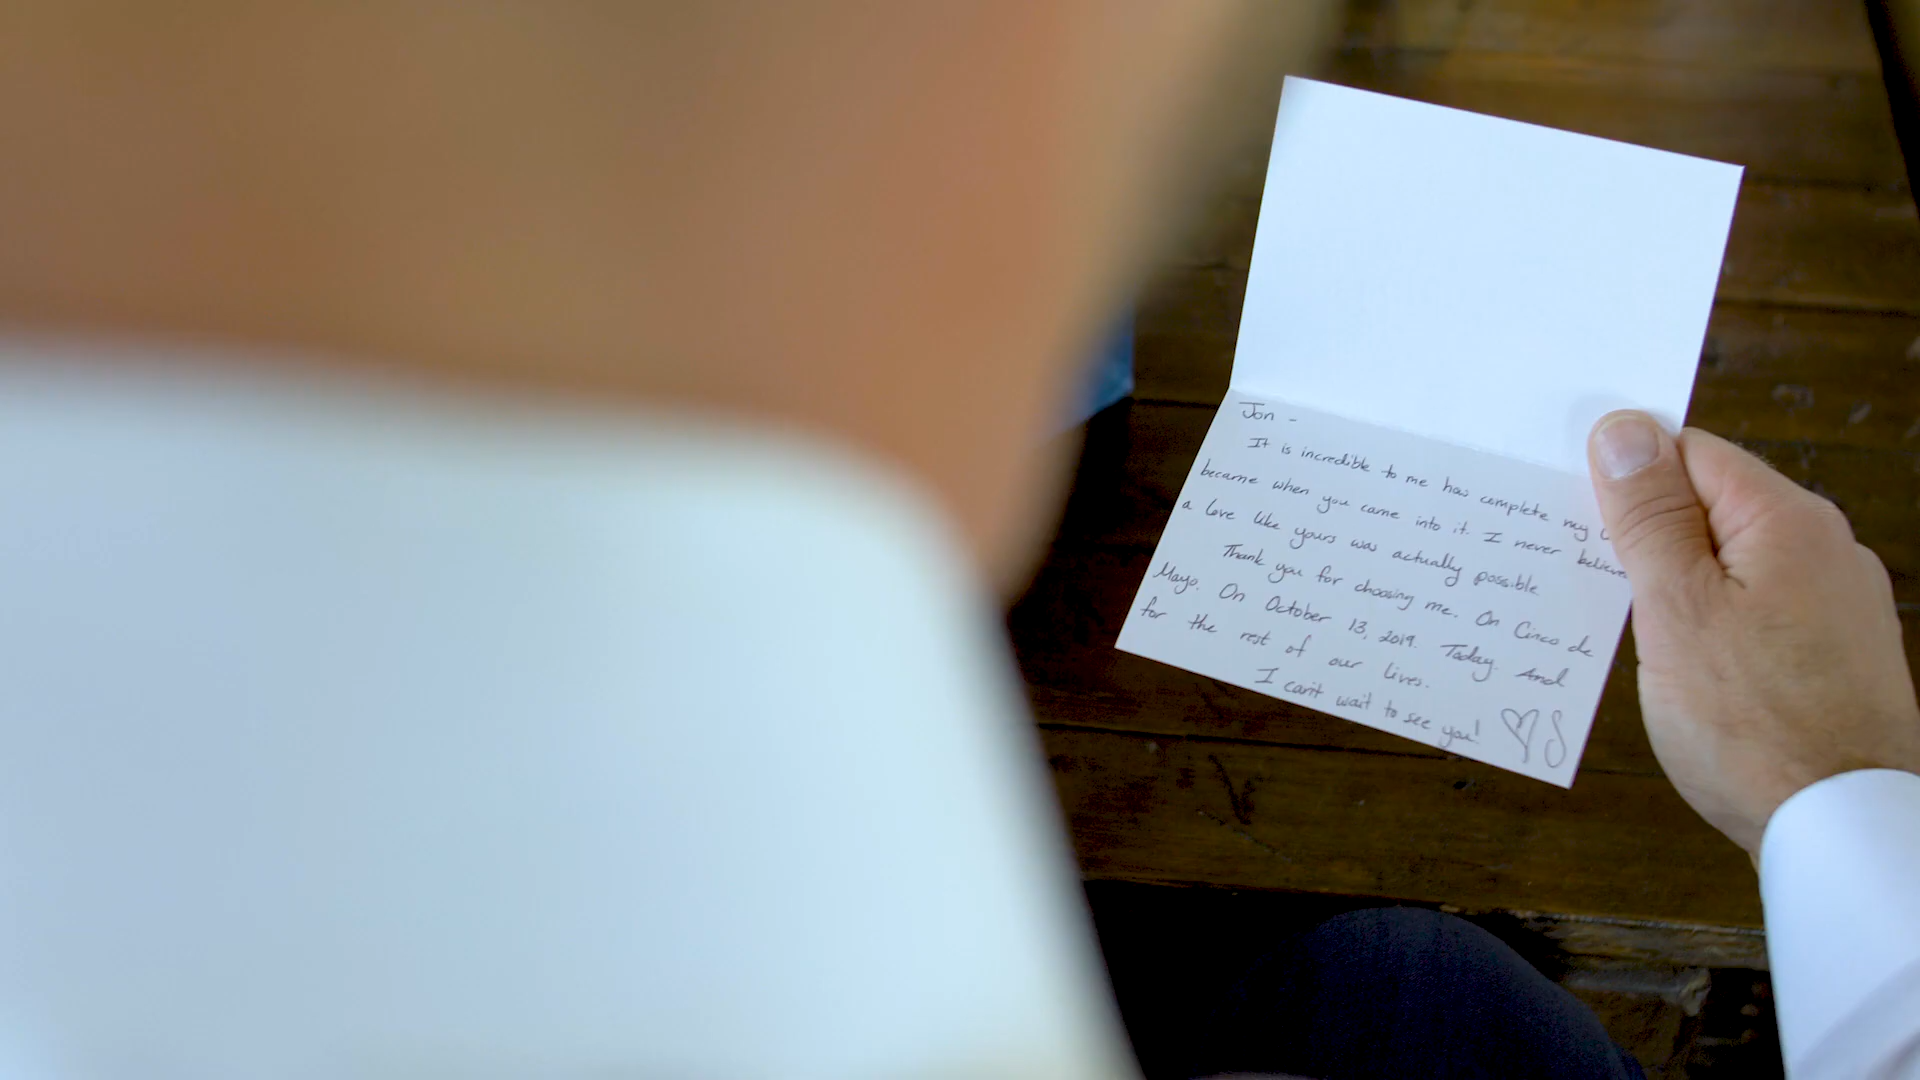 Jon -
It is incredible to me how complete my
became when you came into it. I never believe
a love like yours was actually possible.
Thank you for choosing me. On Cinco de
Mayo. On October 13, 2019. Today. And
for the rest of our lives.
I can't wait to see you! ♡ S